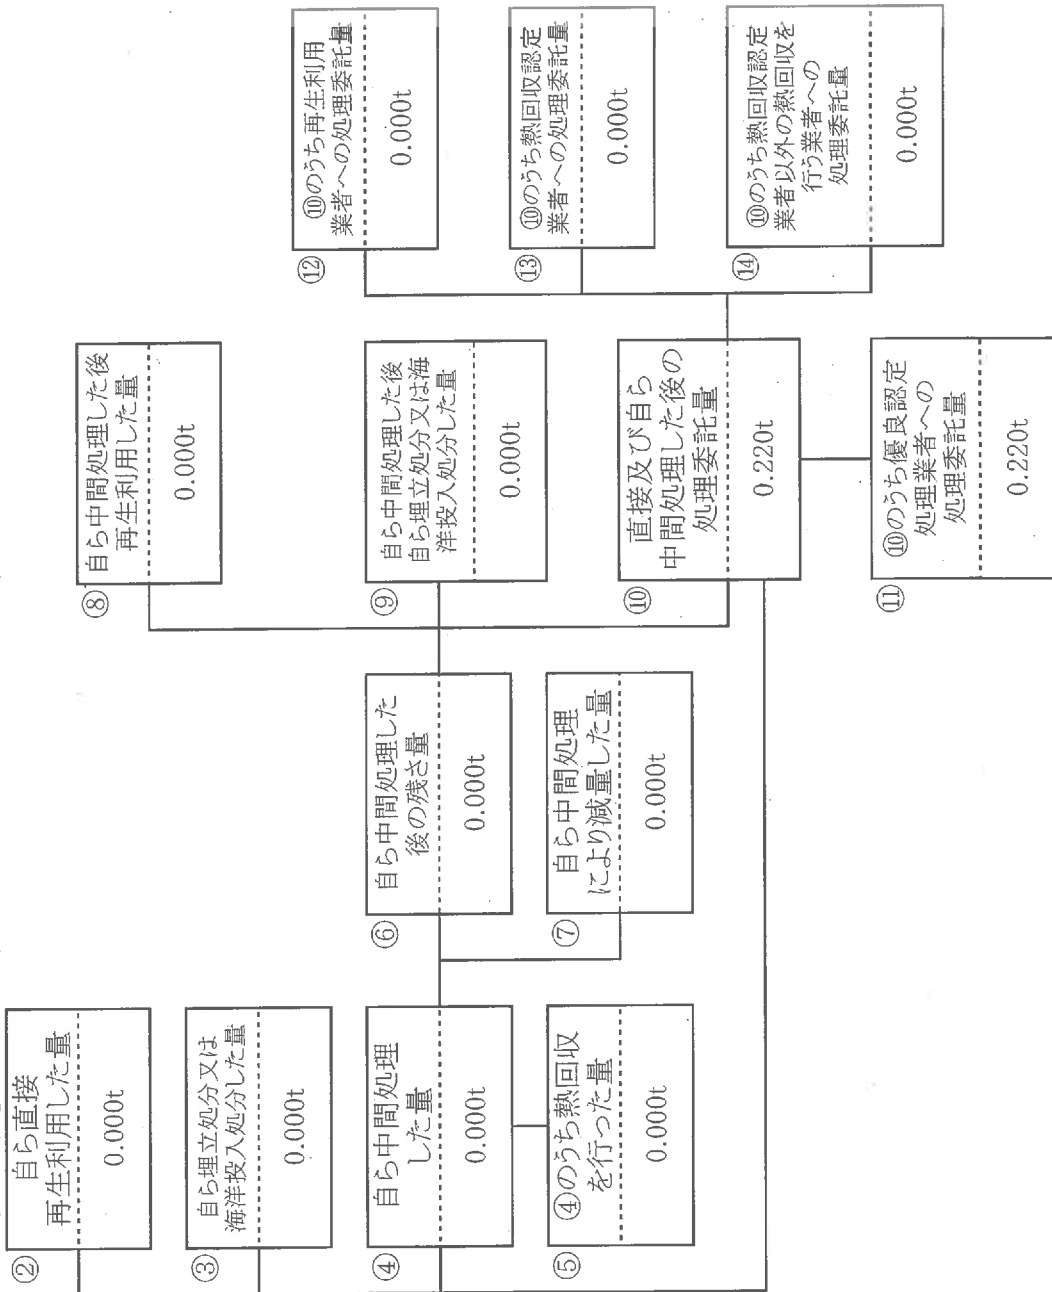 ②
自ら直接
再生利用した量
0.000t
③
自ら埋立処分又は
海洋投入処分した量
0.000t
④
自ら中間処理
した量
0.000t
⑤
④のうち熱回収
を行った量
0.000t
⑥
自ら中間処理した
後の残さ量
0.000t
⑦
自ら中間処理
により減量した量
0.000t
⑧
自ら中間処理した後
再生利用した量
0.000t
⑨
自ら中間処理した後
自ら埋立処分又は海
洋投入処分した量
0.000t
⑩
直接及び自ら
中間処理した後の
処理委託量
0.220t
⑪
⑩のうち優良認定
処理業者への
処理委託量
0.220t
⑫
⑩のうち再生利用
業者への処理委託量
0.000t
⑬
⑩のうち熱回収認定
業者への処理委託量
0.000t
⑭
⑩のうち熱回収認定
業者以外の熱回収を
行う業者への
処理委託量
0.000t